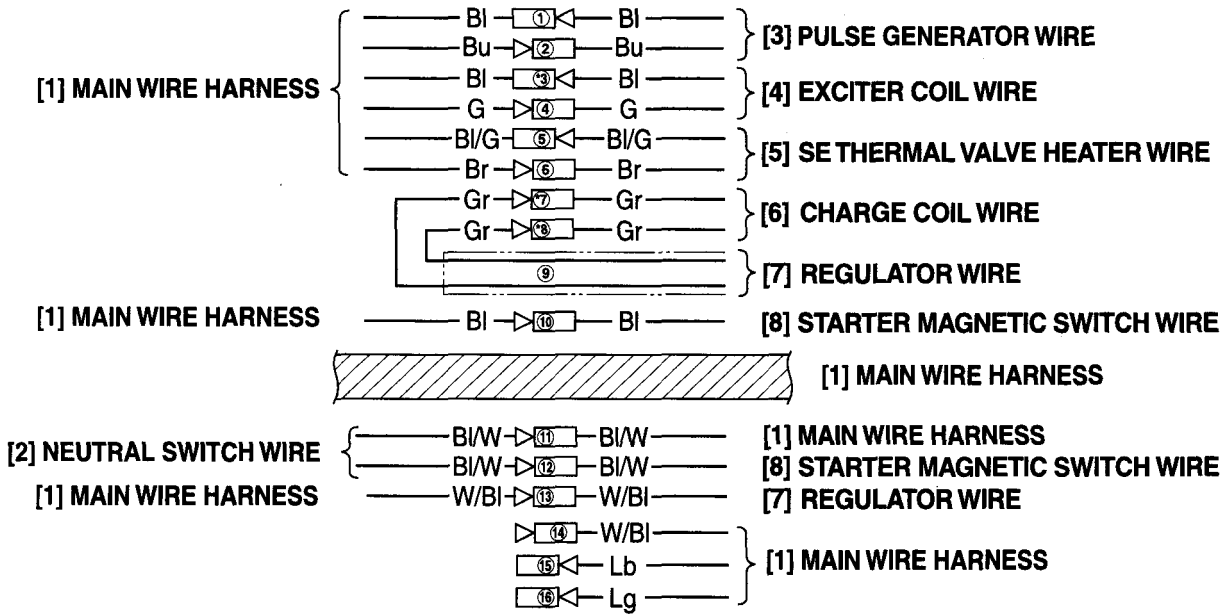 Bl ① Bl
Bu ② Bu
[3] PULSE GENERATOR WIRE
[1] MAIN WIRE HARNESS
Bl *3 Bl
G ④ G
[4] EXCITER COIL WIRE
Bl/G ⑤ Bl/G
Br ⑥ Br
[5] SE THERMAL VALVE HEATER WIRE
Gr *7 Gr
Gr *8 Gr
[6] CHARGE COIL WIRE
⑨
[7] REGULATOR WIRE
[1] MAIN WIRE HARNESS Bl ⑩ Bl [8] STARTER MAGNETIC SWITCH WIRE
[1] MAIN WIRE HARNESS
[2] NEUTRAL SWITCH WIRE
Bl/W ⑪ Bl/W [1] MAIN WIRE HARNESS
Bl/W ⑫ Bl/W [8] STARTER MAGNETIC SWITCH WIRE
[1] MAIN WIRE HARNESS W/Bl ⑬ W/Bl [7] REGULATOR WIRE
⑭ W/Bl
⑮ Lb
⑯ Lg
[1] MAIN WIRE HARNESS